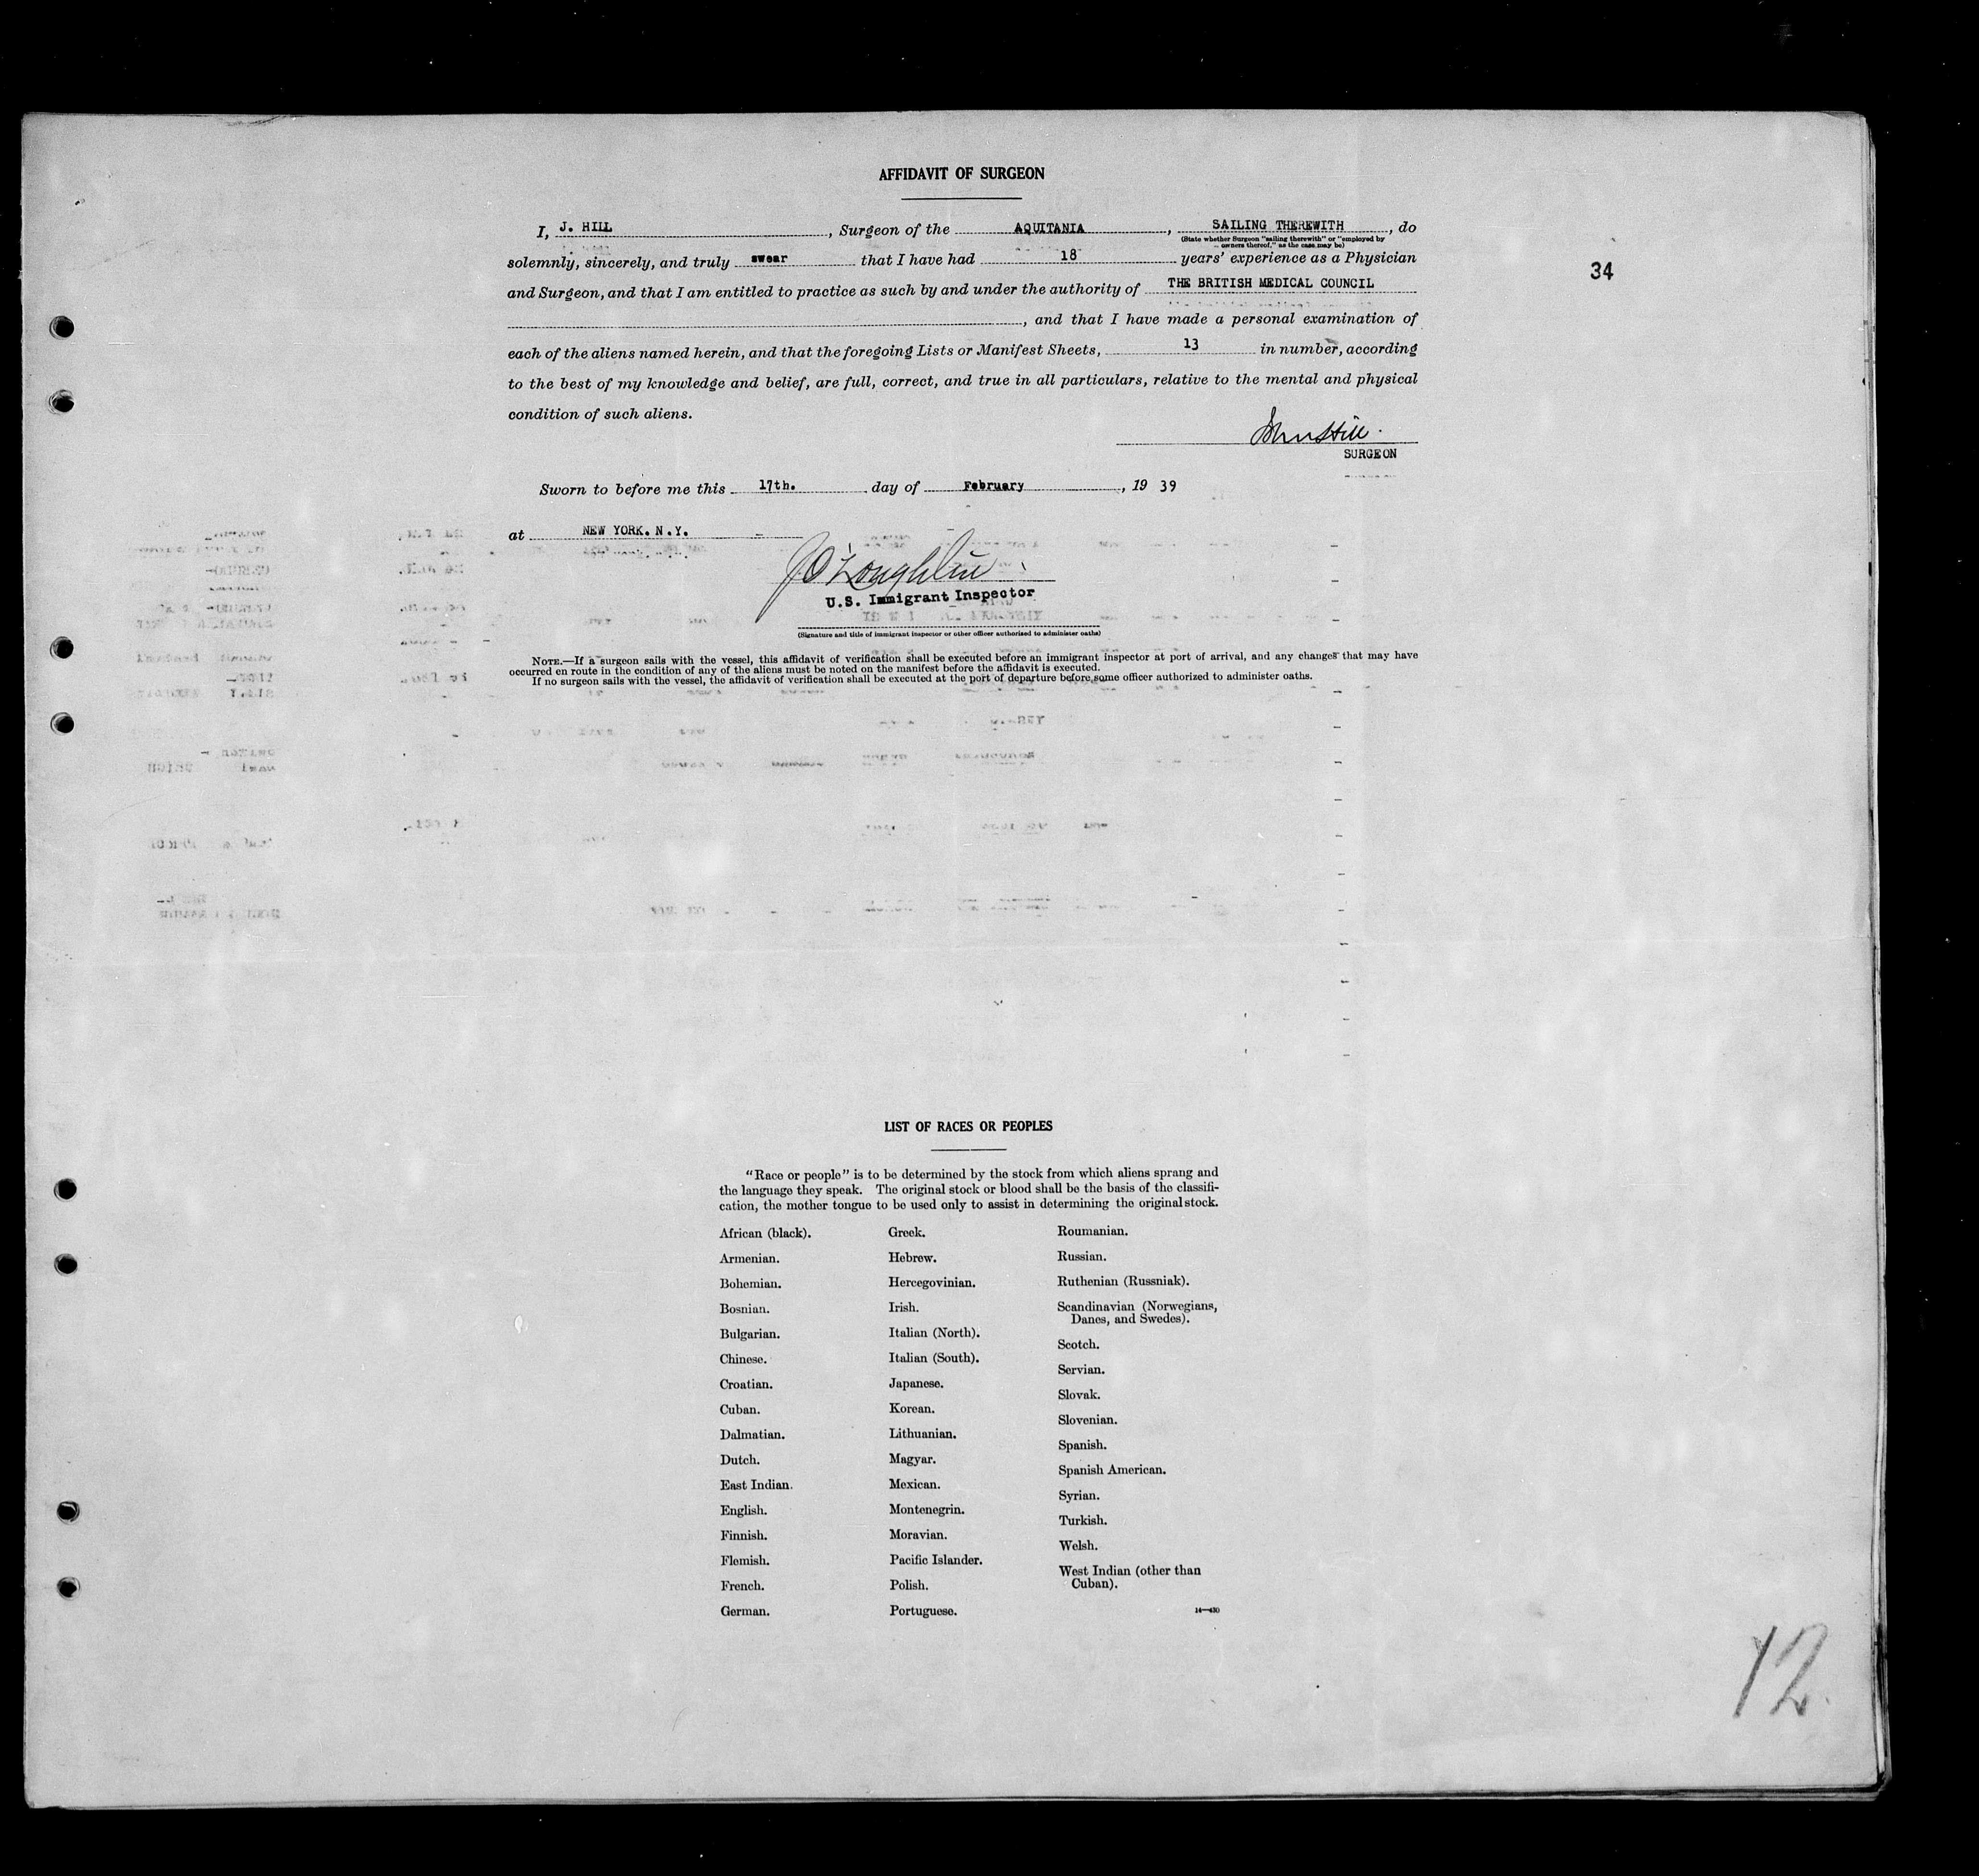 AFFIDAVIT OF SURGEON
34
I, J. HILL, Surgeon of the AQUITANIA, SAILING THEREWITH, do
(State whether Surgeon "sailing therewith" or "employed by
owners thereof," as the case may be)
solemnly, sincerely, and truly swear that I have had 18 years' experience as a Physician
and Surgeon, and that I am entitled to practice as such by and under the authority of THE BRITISH MEDICAL COUNCIL
, and that I have made a personal examination of
each of the aliens named herein, and that the foregoing Lists or Manifest Sheets, 13 in number, according
to the best of my knowledge and belief, are full, correct, and true in all particulars, relative to the mental and physical
condition of such aliens.
John Hill.
SURGEON
Sworn to before me this 17th. day of February, 19 39
at NEW YORK. N.Y.
J O'Loughlin
U.S. Immigrant Inspector
(Signature and title of immigrant inspector or other officer authorized to administer oaths)
NOTE.—If a surgeon sails with the vessel, this affidavit of verification shall be executed before an immigrant inspector at port of arrival, and any changes that may have
occurred en route in the condition of any of the aliens must be noted on the manifest before the affidavit is executed.
If no surgeon sails with the vessel, the affidavit of verification shall be executed at the port of departure before some officer authorized to administer oaths.
LIST OF RACES OR PEOPLES
"Race or people" is to be determined by the stock from which aliens sprang and
the language they speak. The original stock or blood shall be the basis of the classifi-
cation, the mother tongue to be used only to assist in determining the original stock.
African (black).
Armenian.
Bohemian.
Bosnian.
Bulgarian.
Chinese.
Croatian.
Cuban.
Dalmatian.
Dutch.
East Indian.
English.
Finnish.
Flemish.
French.
German.
Greek.
Hebrew.
Hercegovinian.
Irish.
Italian (North).
Italian (South).
Japanese.
Korean.
Lithuanian.
Magyar.
Mexican.
Montenegrin.
Moravian.
Pacific Islander.
Polish.
Portuguese.
Roumanian.
Russian.
Ruthenian (Russniak).
Scandinavian (Norwegians,
Danes, and Swedes).
Scotch.
Servian.
Slovak.
Slovenian.
Spanish.
Spanish American.
Syrian.
Turkish.
Welsh.
West Indian (other than
Cuban).
14—430
12.